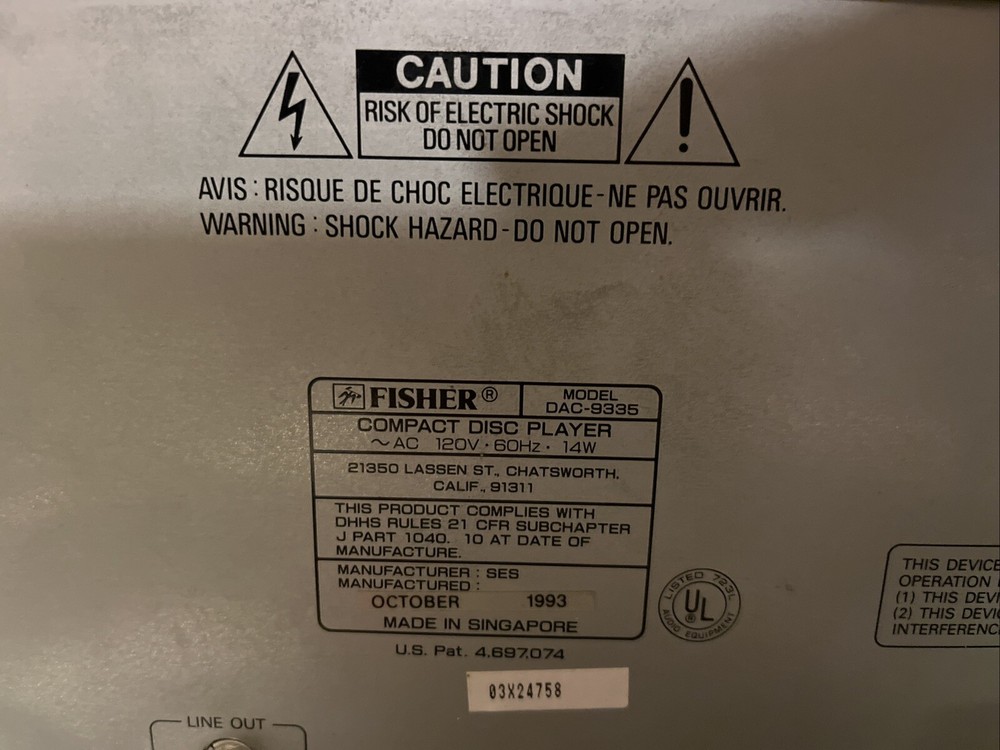 CAUTION
RISK OF ELECTRIC SHOCK
DO NOT OPEN
AVIS : RISQUE DE CHOC ELECTRIQUE - NE PAS OUVRIR.
WARNING : SHOCK HAZARD - DO NOT OPEN.
FISHER®
MODEL
DAC-9335
COMPACT DISC PLAYER
~ AC 120V · 60Hz · 14W
21350 LASSEN ST., CHATSWORTH,
CALIF., 91311
THIS PRODUCT COMPLIES WITH
DHHS RULES 21 CFR SUBCHAPTER
J PART 1040. 10 AT DATE OF
MANUFACTURE.
MANUFACTURER : SES
MANUFACTURED :
OCTOBER 1993
MADE IN SINGAPORE
LISTED 723L
UL®
AUDIO EQUIPMENT
U.S. Pat. 4.697.074
03X24758
THIS DEVICE
OPERATION
(1) THIS DEVI
(2) THIS DEVI
INTERFERENC
LINE OUT